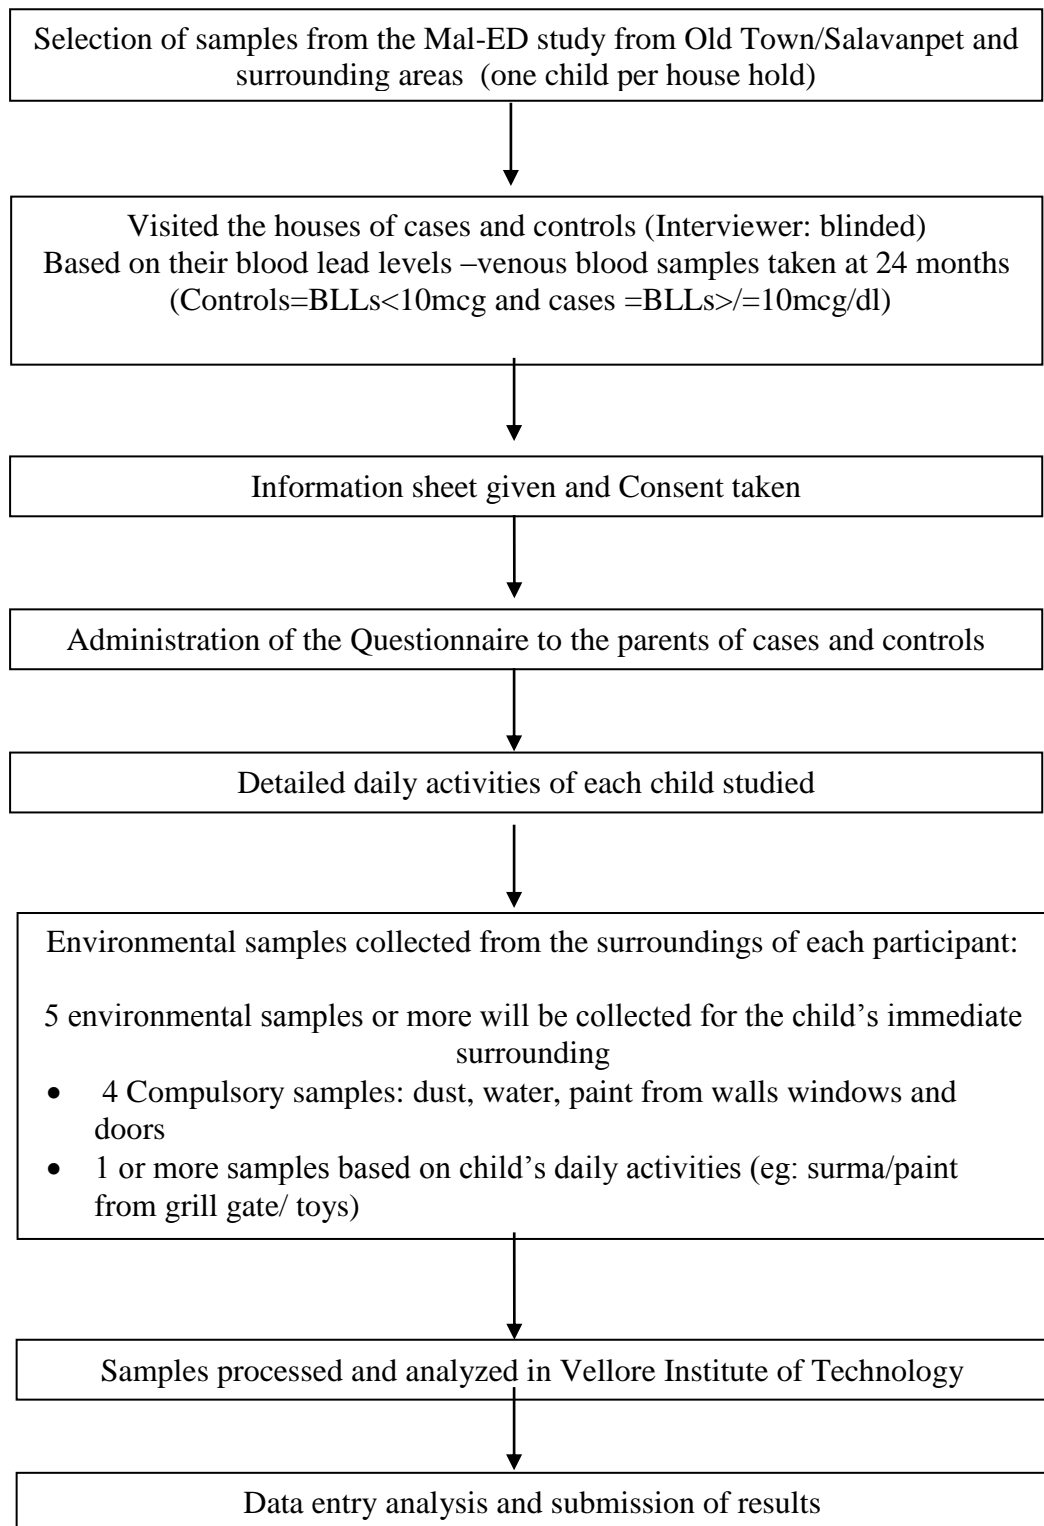 Selection of samples from the Mal-ED study from Old Town/Salavanpet and
surrounding areas  (one child per house hold)
Visited the houses of cases and controls (Interviewer: blinded)
Based on their blood lead levels –venous blood samples taken at 24 months
(Controls=BLLs<10mcg and cases =BLLs>/=10mcg/dl)
Information sheet given and Consent taken
Administration of the Questionnaire to the parents of cases and controls
Detailed daily activities of each child studied
Environmental samples collected from the surroundings of each participant:
5 environmental samples or more will be collected for the child’s immediate
surrounding
• 4 Compulsory samples: dust, water, paint from walls windows and
doors
• 1 or more samples based on child’s daily activities (eg: surma/paint
from grill gate/ toys)
Samples processed and analyzed in Vellore Institute of Technology
Data entry analysis and submission of results